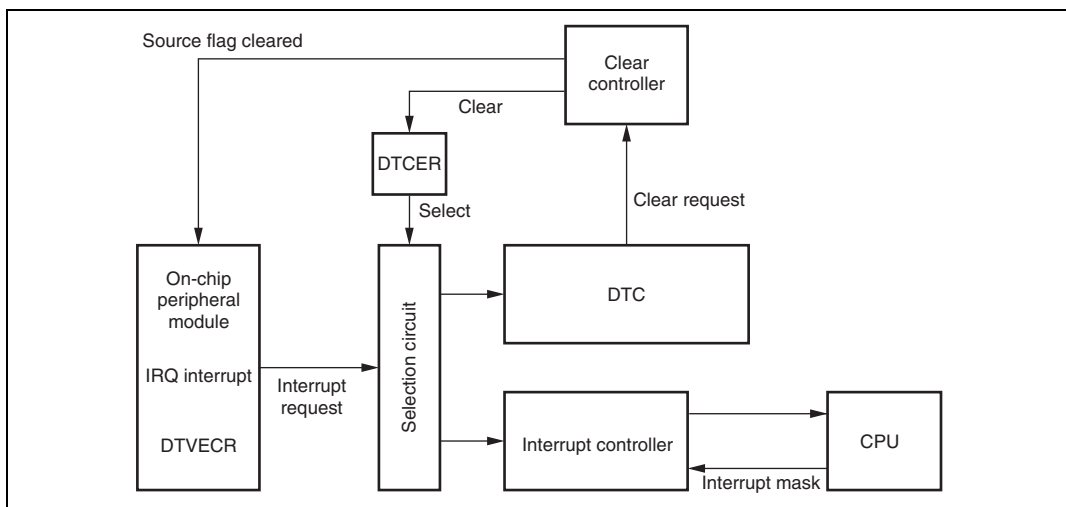 Source flag cleared
Clear
controller
Clear
DTCER
Select
Clear request
On-chip
peripheral
module
IRQ interrupt
DTVECR
Interrupt
request
Selection circuit
DTC
Interrupt controller
CPU
Interrupt mask